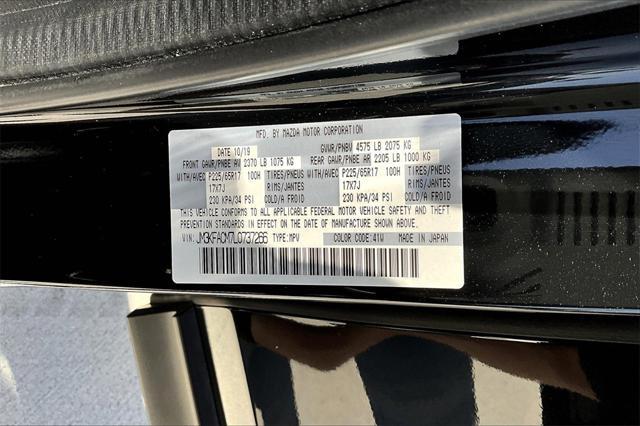 MFD. BY MAZDA MOTOR CORPORATION
DATE 10/19 GVWR/PNBV 4575 LB 2075 KG
FRONT GAWR/PNBE AV 2370 LB 1075 KG REAR GAWR/PNBE AR 2205 LB 1000 KG
WITH/AVEC P225/65R17 100H TIRES/PNEUS WITH/AVEC P225/65R17 100H TIRES/PNEUS
17X7J RIMS/JANTES 17X7J RIMS/JANTES
230 KPA/34 PSI COLD/A FROID 230 KPA/34 PSI COLD/A FROID
THIS VEHICLE CONFORMS TO ALL APPLICABLE FEDERAL MOTOR VEHICLE SAFETY AND THEFT
PREVENTION STANDARDS IN EFFECT ON THE DATE OF MANUFACTURE SHOWN ABOVE.
VIN: JM3KFACM7L0737266 TYPE:MPV COLOR CODE:41W MADE IN JAPAN